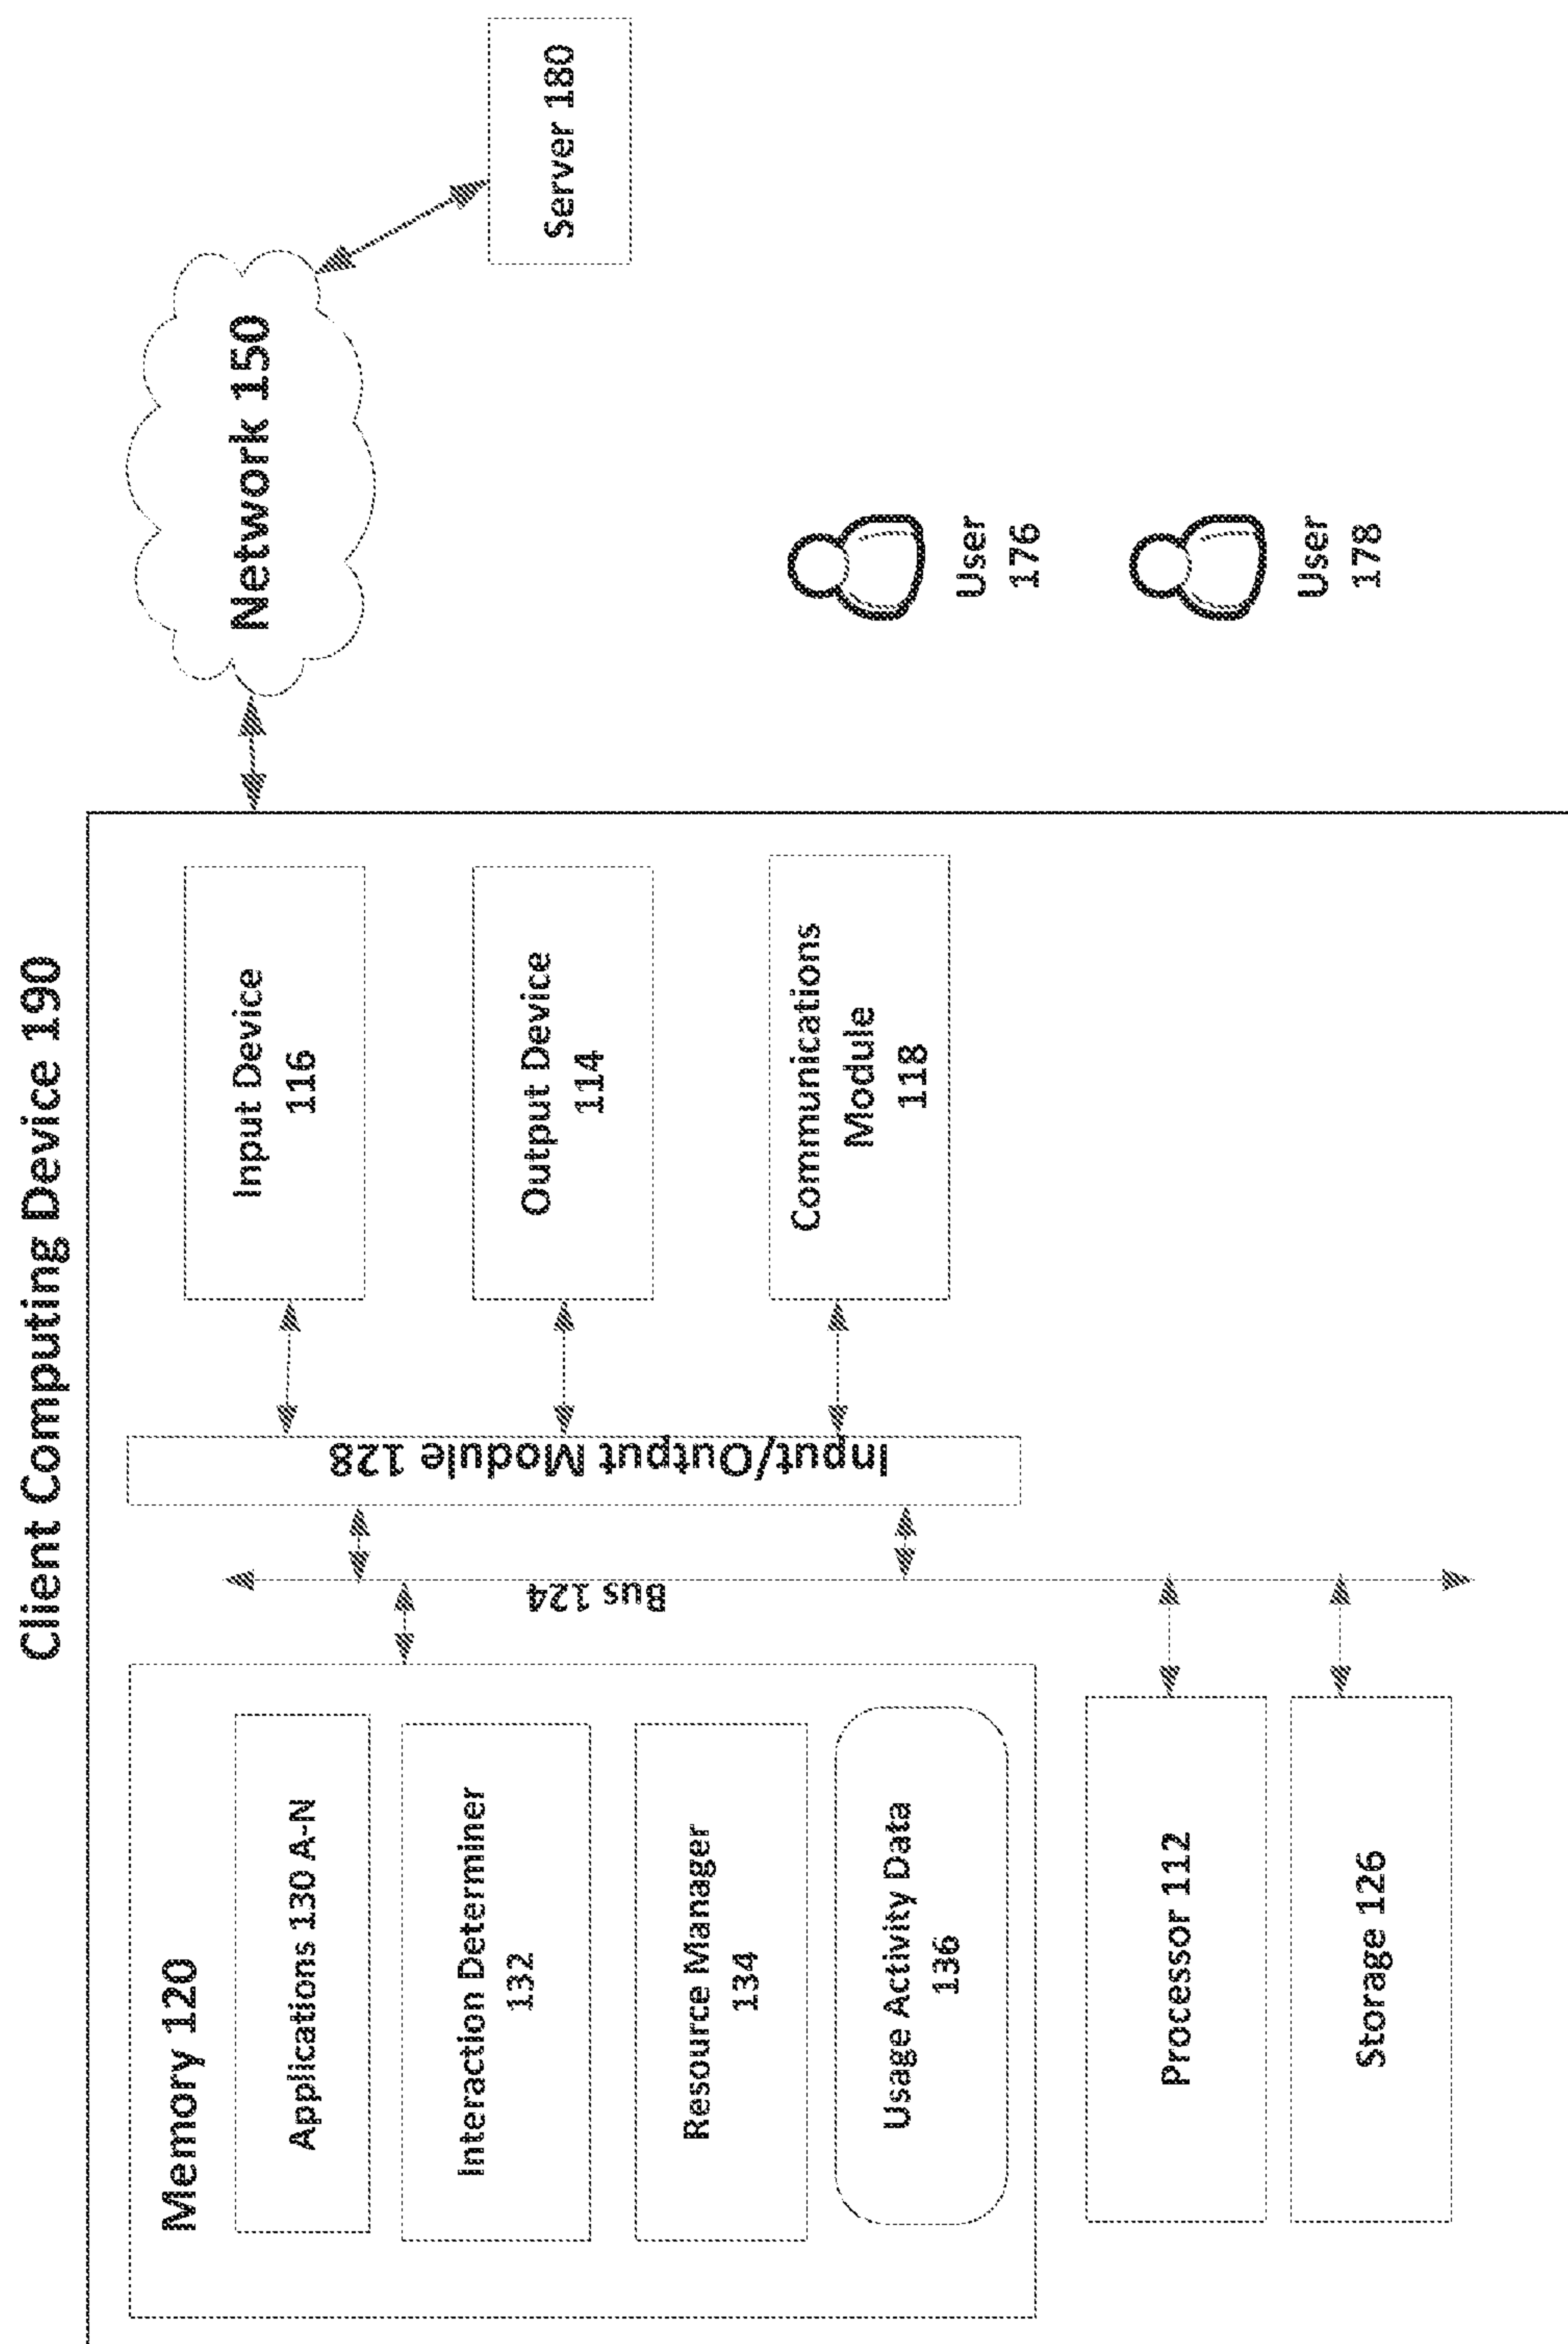 Client Computing Device 190
Memory 120
Applications 130 A-N
Interaction Determiner
132
Resource Manager
134
Usage Activity Data
136
Processor 112
Storage 126
Bus 124
Input/Output Module 128
Input Device
116
Output Device
114
Communications
Module
118
Network 150
Server 180
User
176
User
178